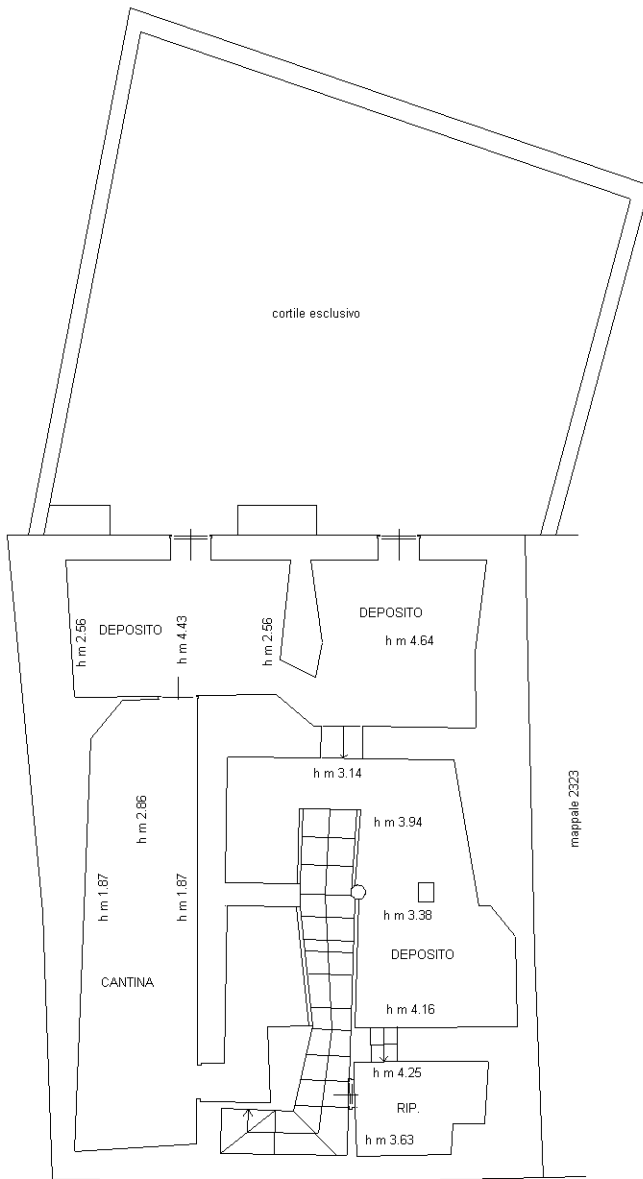 cortile esclusivo
DEPOSITO
h m 2.56
h m 4.43
h m 2.56
DEPOSITO
h m 4.64
h m 3.14
mappale 2323
h m 2.86
h m 3.94
h m 1.87
h m 1.87
h m 3.38
DEPOSITO
CANTINA
h m 4.16
h m 4.25
RIP.
h m 3.63